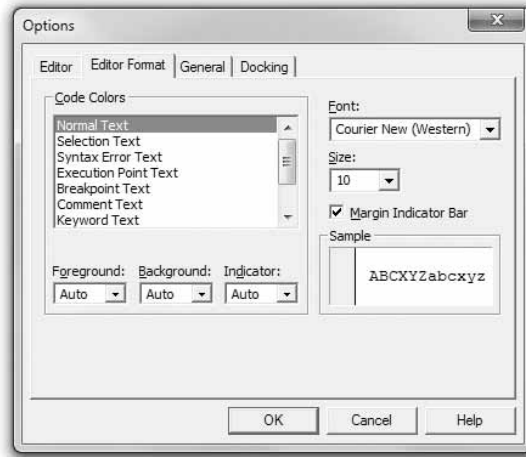 Options
X
Editor Editor Format General Docking
Code Colors
Normal Text
Selection Text
Syntax Error Text
Execution Point Text
Breakpoint Text
Comment Text
Keyword Text
Foreground: Background: Indicator:
Auto Auto Auto
Font:
Courier New (Western)
Size:
10
Margin Indicator Bar
Sample
ABCXYZabcxyz
OK Cancel Help